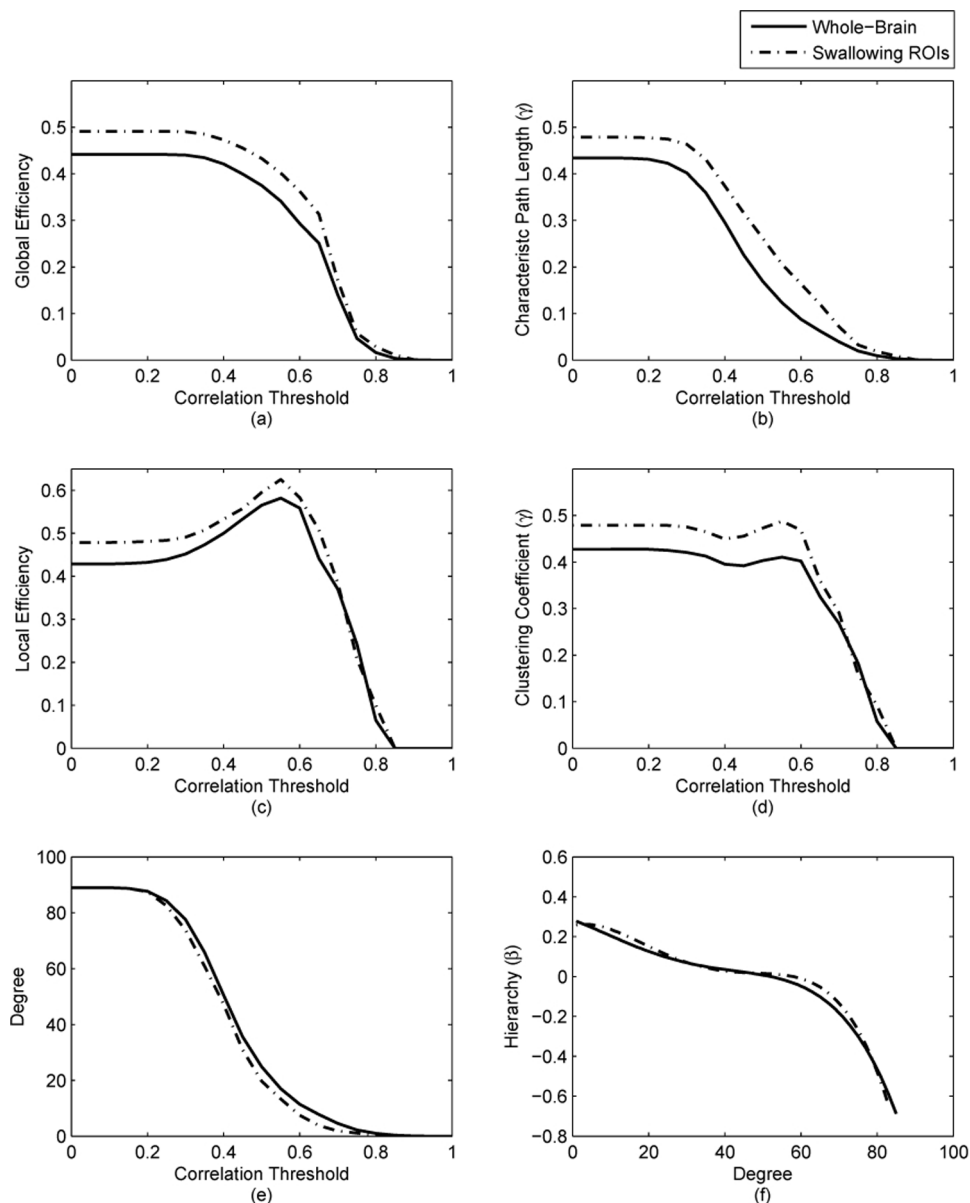 Whole-Brain
Swallowing ROIs
0.5
0.4
0.3
0.2
0.1
0
Global Efficiency
0 0.2 0.4 0.6 0.8 1
Correlation Threshold
(a)
0.5
0.4
0.3
0.2
0.1
0
Characteristc Path Length (γ)
0 0.2 0.4 0.6 0.8 1
Correlation Threshold
(b)
0.6
0.5
0.4
0.3
0.2
0.1
0
Local Efficiency
0 0.2 0.4 0.6 0.8 1
Correlation Threshold
(c)
0.5
0.4
0.3
0.2
0.1
0
Clustering Coefficient (γ)
0 0.2 0.4 0.6 0.8 1
Correlation Threshold
(d)
100
80
60
40
20
0
Degree
0 0.2 0.4 0.6 0.8 1
Correlation Threshold
(e)
0.6
0.4
0.2
0
−0.2
−0.4
−0.6
−0.8
Hierarchy (β)
0 20 40 60 80 100
Degree
(f)